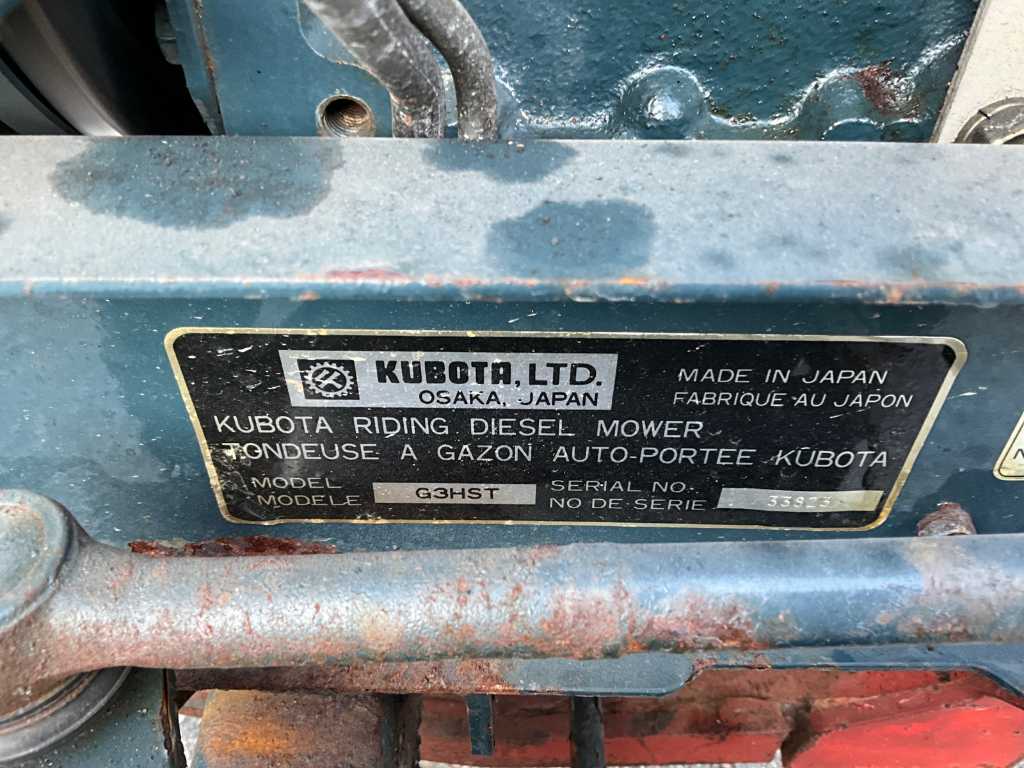 KUBOTA, LTD.
OSAKA, JAPAN
MADE IN JAPAN
FABRIQUE AU JAPON
KUBOTA RIDING DIESEL MOWER
TONDEUSE A GAZON AUTO-PORTEE KUBOTA
MODEL
MODELE
G3HST
SERIAL NO.
NO DE SERIE
33823